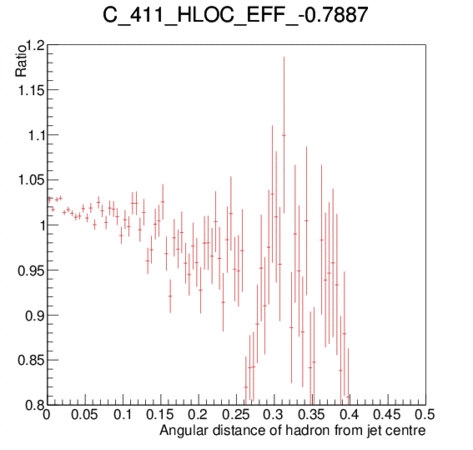 C_411_HLOC_EFF_-0.7887
Ratio
1.2
1.15
1.1
1.05
1
0.95
0.9
0.85
0.8
0 0.05 0.1 0.15 0.2 0.25 0.3 0.35 0.4 0.45 0.5
Angular distance of hadron from jet centre